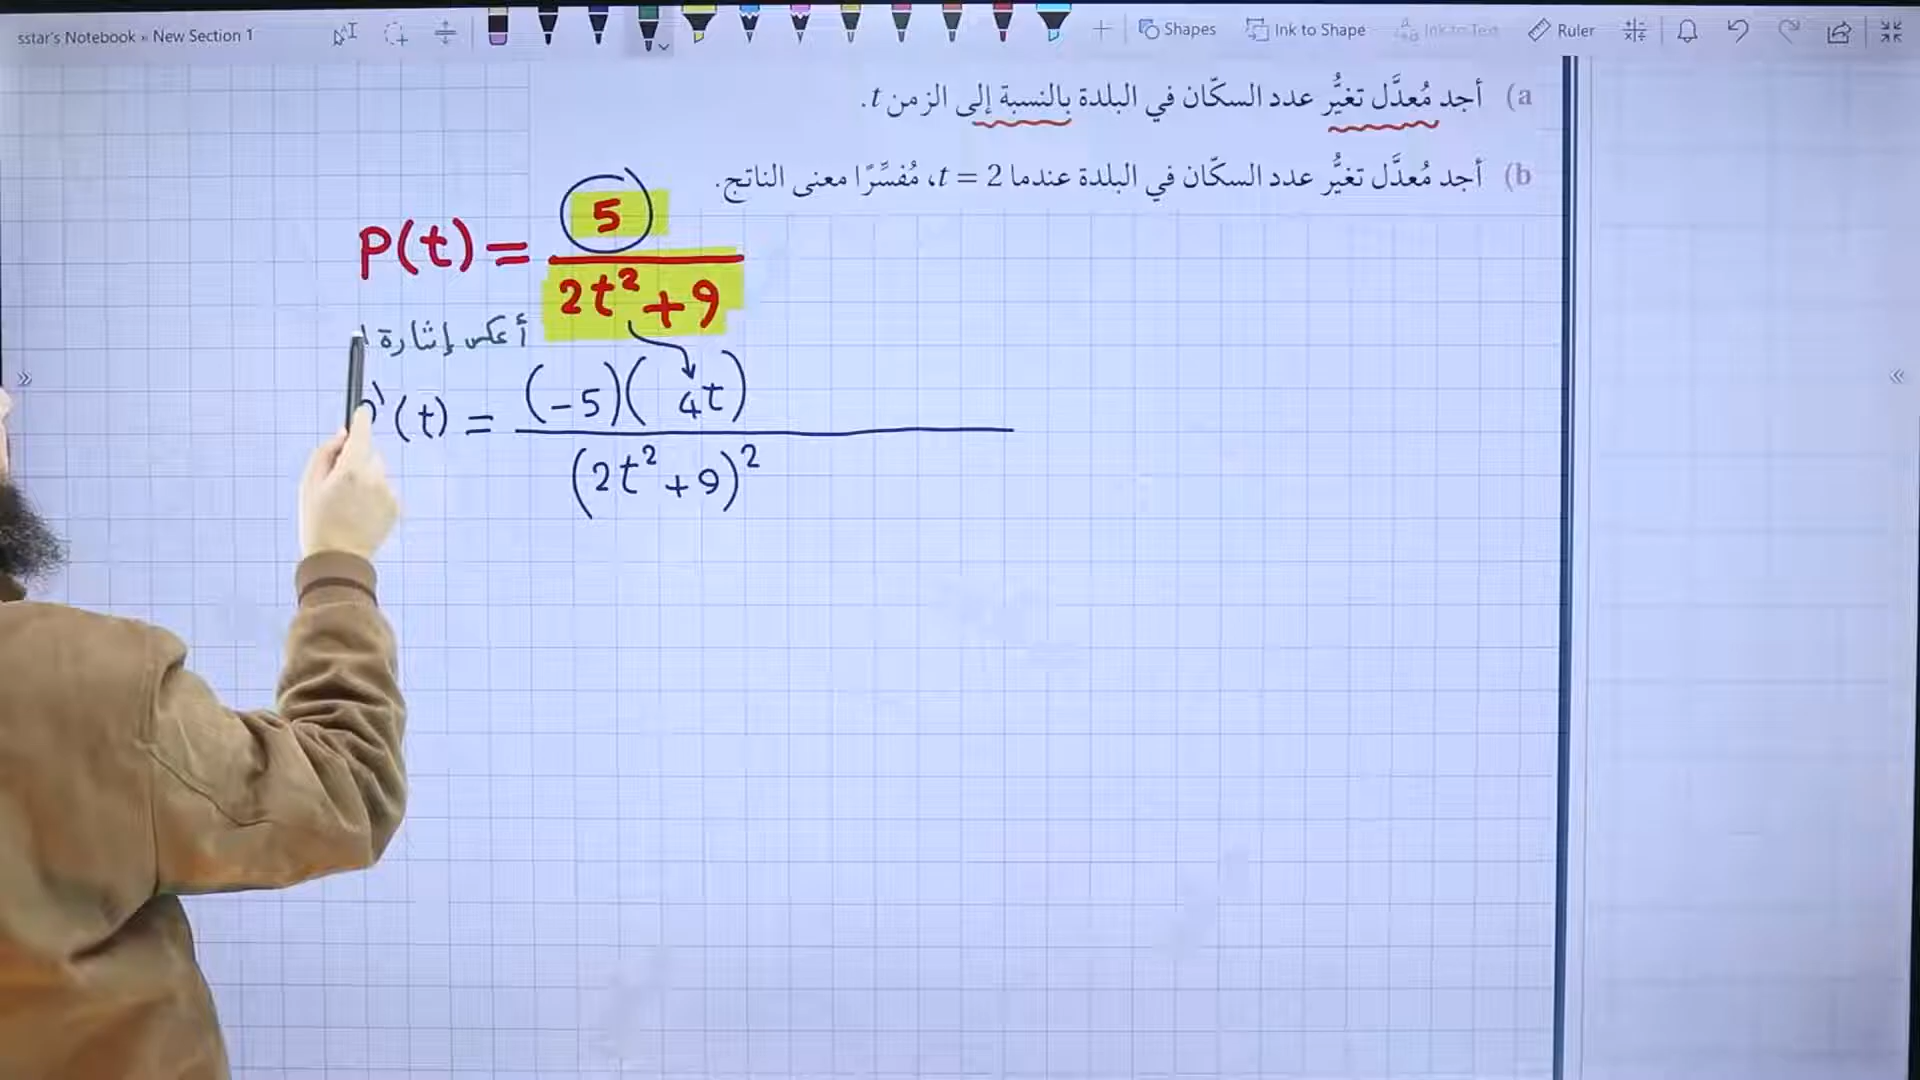 sstar's Notebook » New Section 1
Shapes Ink to Shape Ink to Text Ruler
a) أجد مُعدَّل تغيُّر عدد السكّان في البلدة بالنسبة إلى الزمن t.
b) أجد مُعدَّل تغيُّر عدد السكّان في البلدة عندما t = 2، مُفسِّرًا معنى الناتج.
P(t) = 5 / 2t² + 9
أعكس إشارة
(t) = (-5)(4t) / (2t² + 9)²